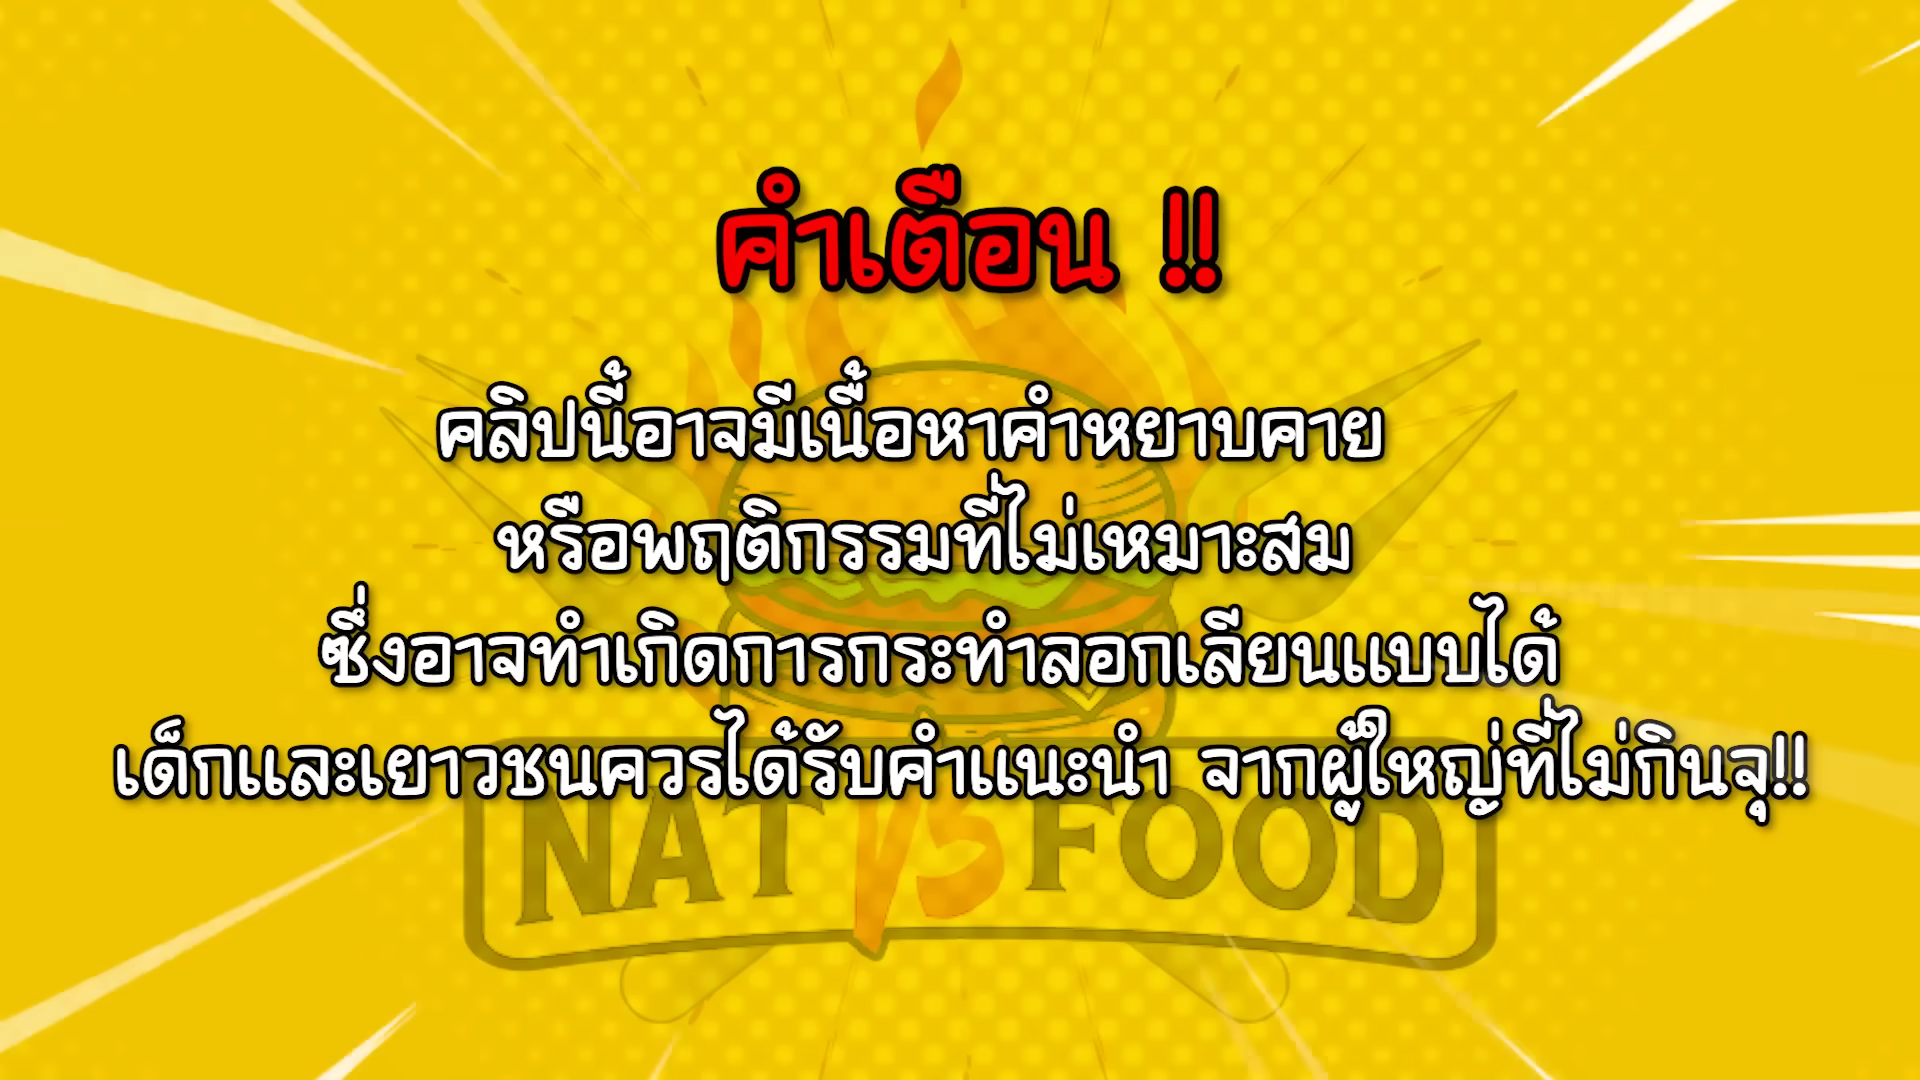 คำเตือน !!
คลิปนี้อาจมีเนื้อหาคำหยาบคาย
หรือพฤติกรรมที่ไม่เหมาะสม
ซึ่งอาจทำเกิดการกระทำลอกเลียนแบบได้
เด็กและเยาวชนควรได้รับคำแนะนำ จากผู้ใหญ่ที่ไม่กินจุ!!
NAT VS FOOD